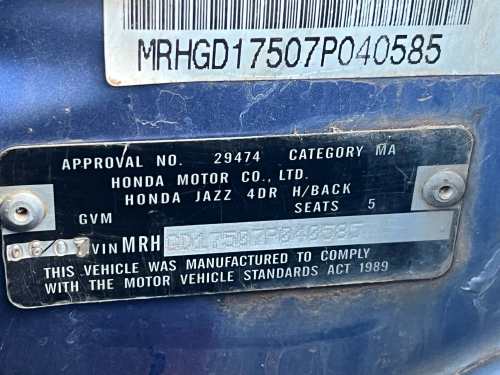 MRHGD17507P040585
APPROVAL NO. 29474 CATEGORY MA
HONDA MOTOR CO., LTD.
HONDA JAZZ 4DR H/BACK
GVM SEATS 5
06/07 VIN MRH GD17507P040585
THIS VEHICLE WAS MANUFACTURED TO COMPLY
WITH THE MOTOR VEHICLE STANDARDS ACT 1989